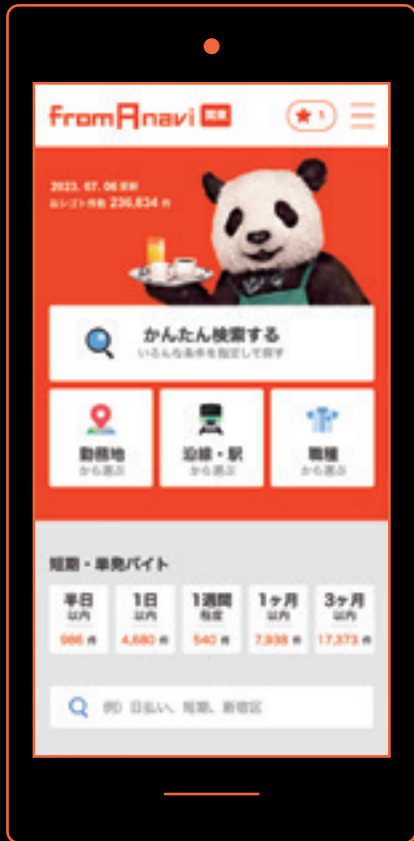 fromAnavi 関東
1
2023. 07. 06 更新
お仕事件数 236,834 件
かんたん検索する
いろんな条件を指定して探す
勤務地 沿線・駅 職種
から選ぶ から選ぶ から選ぶ
短期・単発バイト
半日 1日 1週間 1ヶ月 3ヶ月
以内 以内 程度 以内 以内
986 件 4,680 件 540 件 7,938 件 17,373 件
例）日払い、短期、新宿区